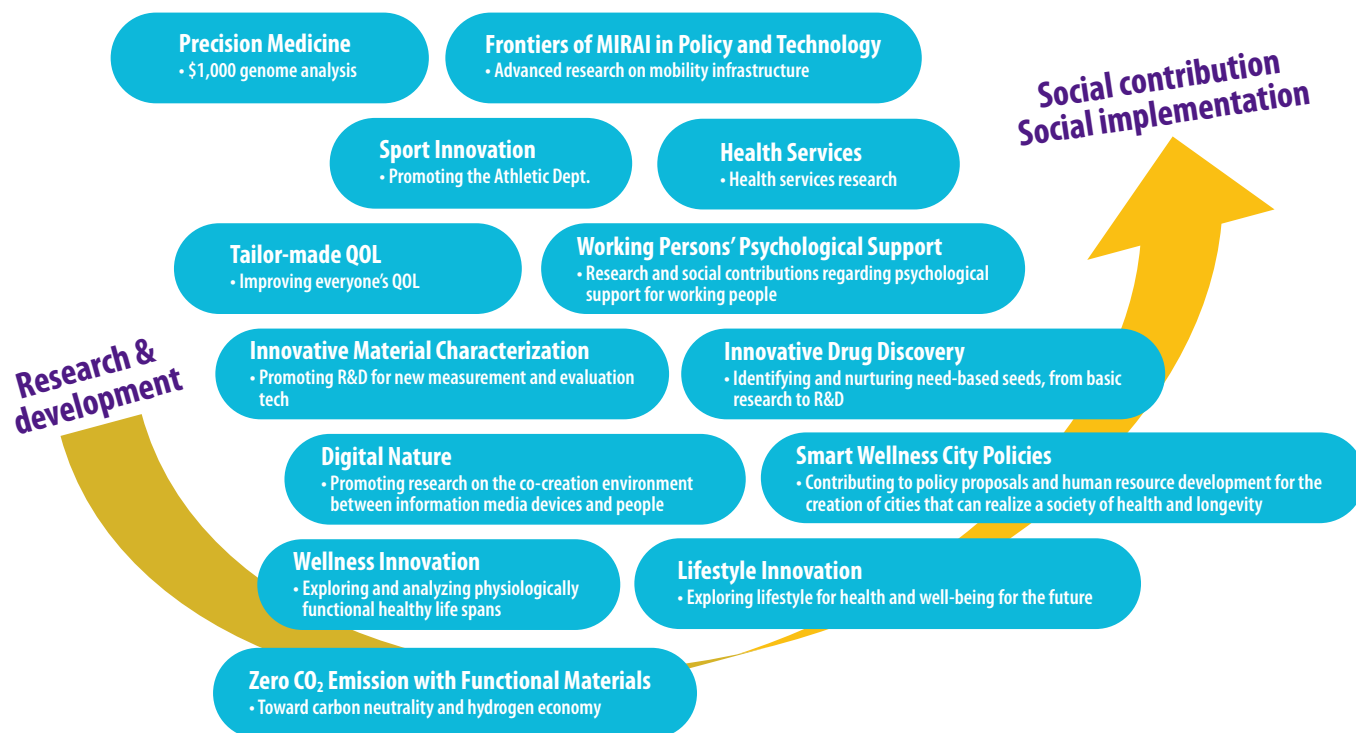 Precision Medicine
• $1,000 genome analysis
Frontiers of MIRAI in Policy and Technology
• Advanced research on mobility infrastructure
Social contribution
Social implementation
Sport Innovation
• Promoting the Athletic Dept.
Health Services
• Health services research
Tailor-made QOL
• Improving everyone’s QOL
Working Persons’ Psychological Support
• Research and social contributions regarding psychological
support for working people
Research &
development
Innovative Material Characterization
• Promoting R&D for new measurement and evaluation
tech
Innovative Drug Discovery
• Identifying and nurturing need-based seeds, from basic
research to R&D
Digital Nature
• Promoting research on the co-creation environment
between information media devices and people
Smart Wellness City Policies
• Contributing to policy proposals and human resource development for the
creation of cities that can realize a society of health and longevity
Wellness Innovation
• Exploring and analyzing physiologically
functional healthy life spans
Lifestyle Innovation
• Exploring lifestyle for health and well-being for the future
Zero CO₂ Emission with Functional Materials
• Toward carbon neutrality and hydrogen economy